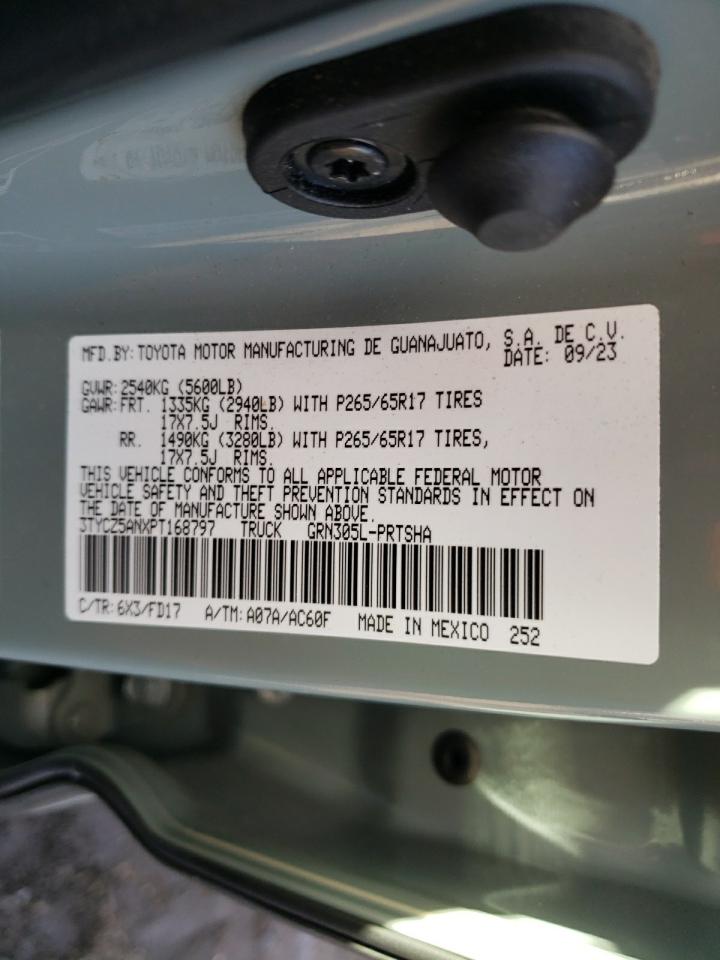 MFD.BY: TOYOTA MOTOR MANUFACTURING DE GUANAJUATO, S.A. DE C.V.
DATE: 09/23
GVWR: 2540KG (5600LB)
GAWR: FRT. 1335KG (2940LB) WITH P265/65R17 TIRES
17X7.5J RIMS.
RR. 1490KG (3280LB) WITH P265/65R17 TIRES,
17X7.5J RIMS.
THIS VEHICLE CONFORMS TO ALL APPLICABLE FEDERAL MOTOR
VEHICLE SAFETY AND THEFT PREVENTION STANDARDS IN EFFECT ON
THE DATE OF MANUFACTURE SHOWN ABOVE.
3TYCZ5ANXPT168797 TRUCK GRN305L-PRTSHA
C/TR: 6X3/FD17 A/TM: A07A/AC60F MADE IN MEXICO 252